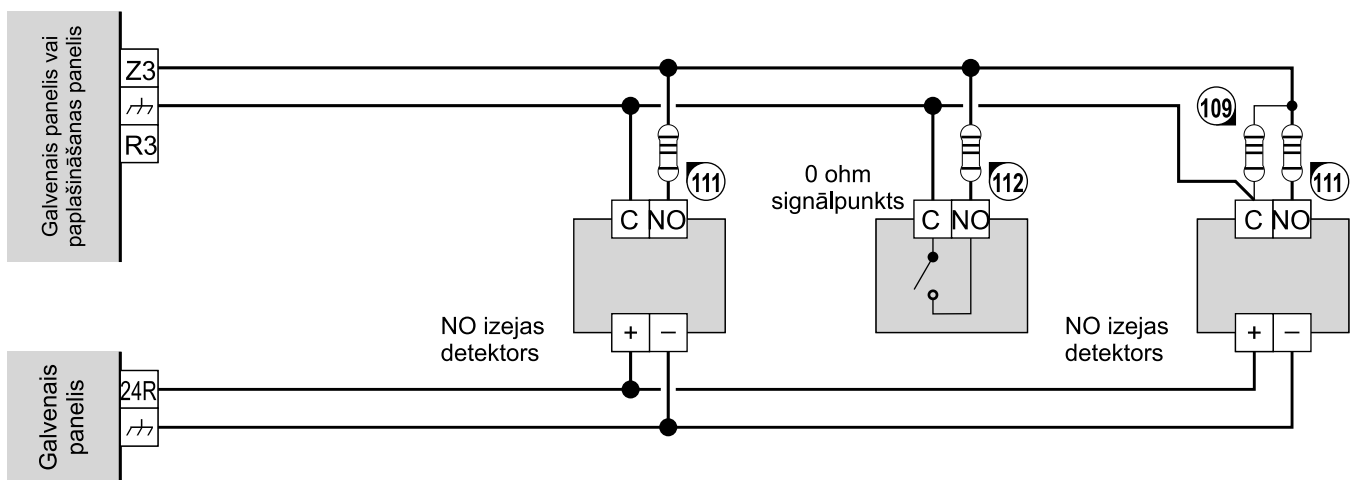 Galvenais panelis vai
paplašināšanas panelis
Z3
R3
109
111
112
111
0 ohm
signālpunkts
C NO
C NO
C NO
NO izejas
detektors
+ –
NO izejas
detektors
+ –
Galvenais
panelis
24R